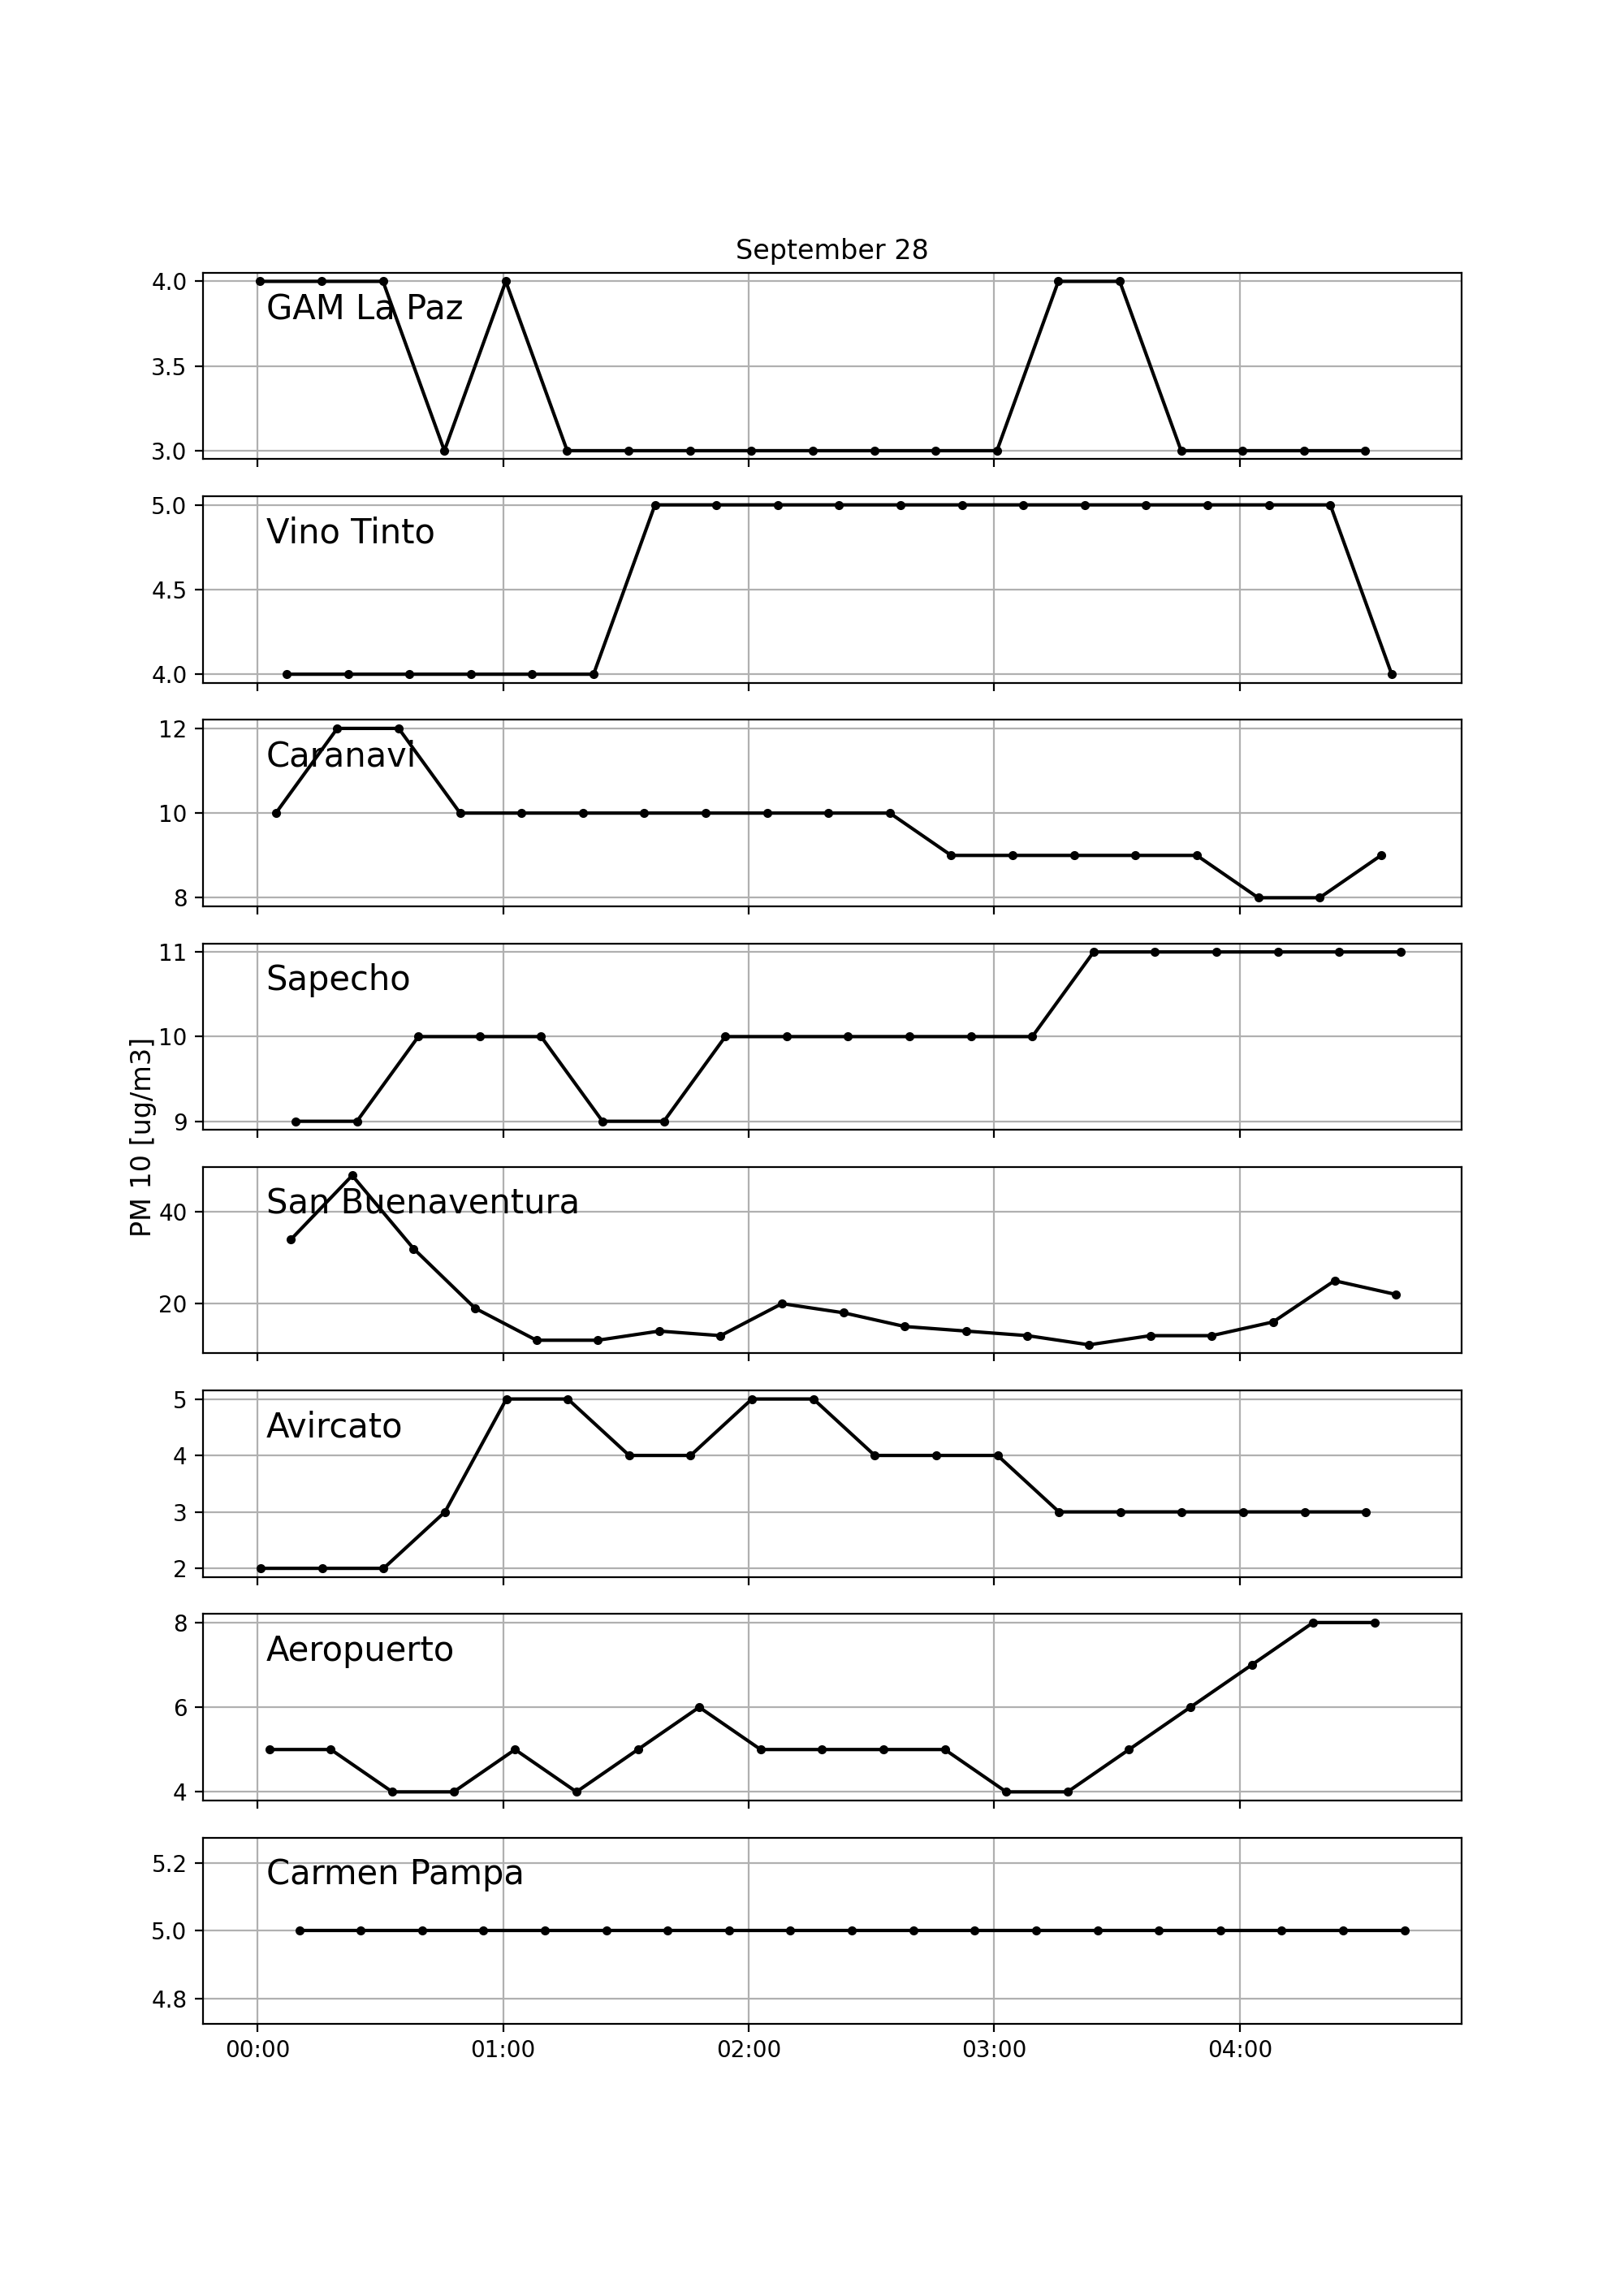 September 28
4.0
GAM La Paz
3.5
3.0
5.0
Vino Tinto
4.5
4.0
12
Caranavi
10
8
11
Sapecho
10
9
PM 10 [ug/m3]
San Buenaventura
40
20
5
Avircato
4
3
2
8
Aeropuerto
6
4
5.2
Carmen Pampa
5.0
4.8
00:00 01:00 02:00 03:00 04:00